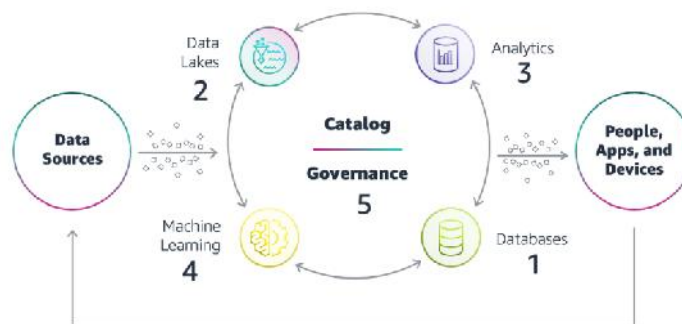 Data
Lakes
2
Analytics
3
Data
Sources
Catalog
Governance
5
People,
Apps, and
Devices
Machine
Learning
4
Databases
1